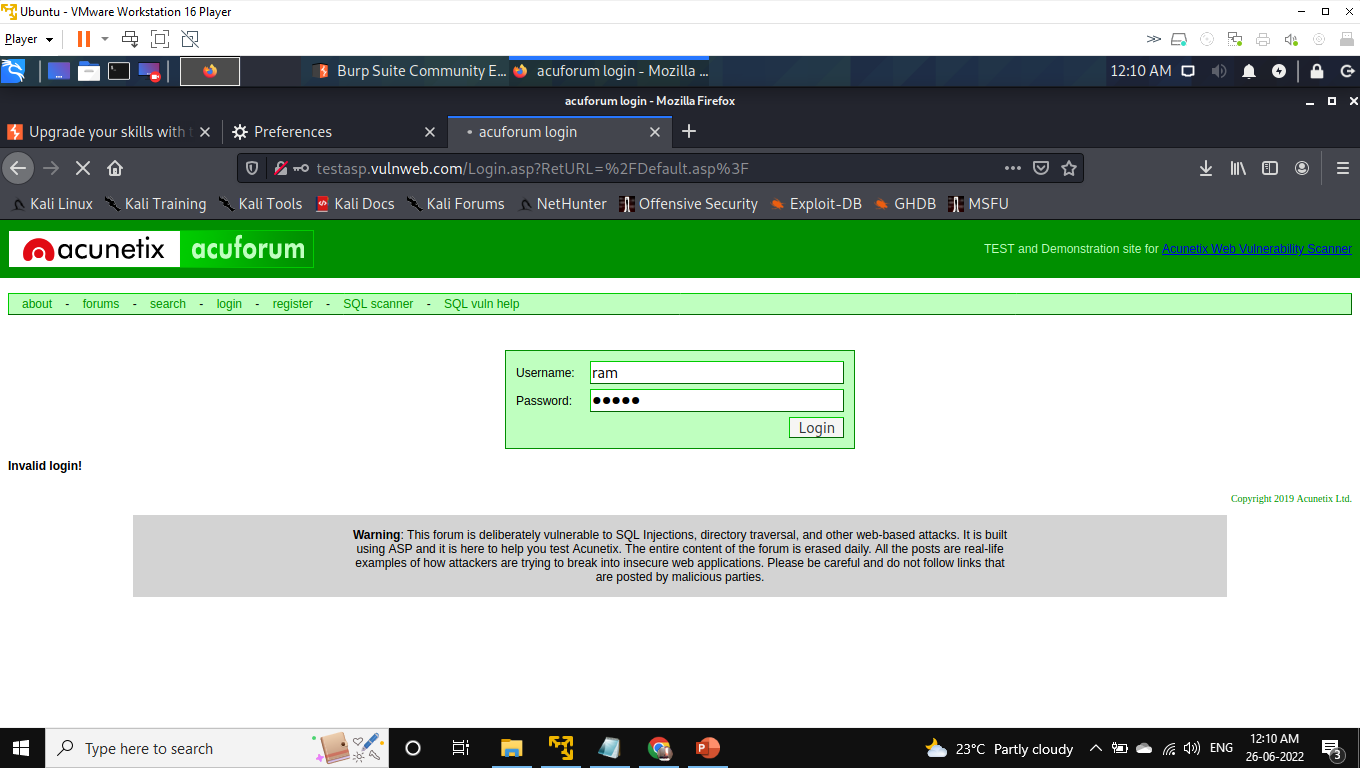 Ubuntu - VMware Workstation 16 Player
Player
Burp Suite Community E...
acuforum login - Mozilla ...
12:10 AM
acuforum login - Mozilla Firefox
Upgrade your skills with t
Preferences
acuforum login
testasp.vulnweb.com/Login.asp?RetURL=%2FDefault.asp%3F
Kali Linux Kali Training Kali Tools Kali Docs Kali Forums NetHunter Offensive Security Exploit-DB GHDB MSFU
acunetix acuforum
TEST and Demonstration site for Acunetix Web Vulnerability Scanner
about - forums - search - login - register - SQL scanner - SQL vuln help
Username: ram
Password: ●●●●●
Login
Invalid login!
Copyright 2019 Acunetix Ltd.
Warning: This forum is deliberately vulnerable to SQL Injections, directory traversal, and other web-based attacks. It is built
using ASP and it is here to help you test Acunetix. The entire content of the forum is erased daily. All the posts are real-life
examples of how attackers are trying to break into insecure web applications. Please be careful and do not follow links that
are posted by malicious parties.
Type here to search
23°C Partly cloudy
ENG
12:10 AM
26-06-2022
3